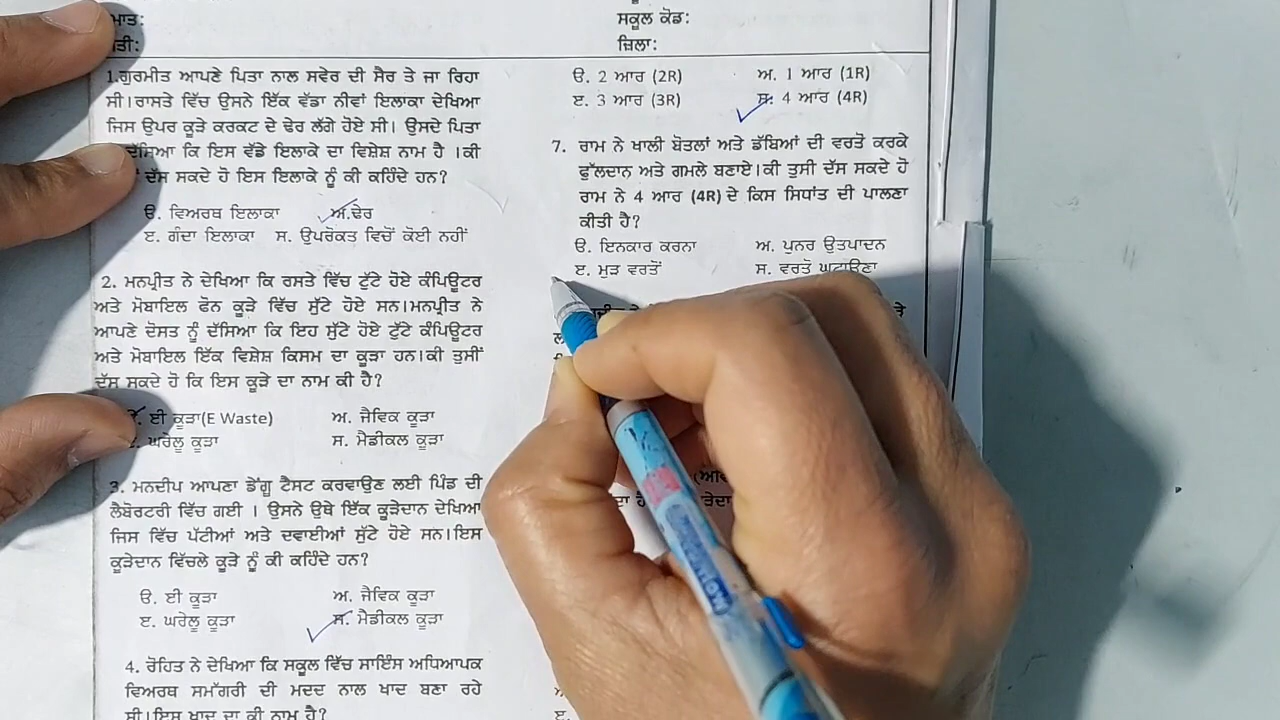 ਸਕੂਲ ਕੋਡ:
ਜ਼ਿਲਾ:
1.ਗੁਰਮੀਤ ਆਪਣੇ ਪਿਤਾ ਨਾਲ ਸਵੇਰ ਦੀ ਸੈਰ ਤੇ ਜਾ ਰਿਹਾ
ਸੀ।ਰਾਸਤੇ ਵਿੱਚ ਉਸਨੇ ਇੱਕ ਵੱਡਾ ਨੀਵਾਂ ਇਲਾਕਾ ਦੇਖਿਆ
ਜਿਸ ਉਪਰ ਕੂੜੇ ਕਰਕਟ ਦੇ ਢੇਰ ਲੱਗੇ ਹੋਏ ਸੀ। ਉਸਦੇ ਪਿਤਾ
ਦੱਸਿਆ ਕਿ ਇਸ ਵੱਡੇ ਇਲਾਕੇ ਦਾ ਵਿਸ਼ੇਸ਼ ਨਾਮ ਹੈ ।ਕੀ
ਦੱਸ ਸਕਦੇ ਹੋ ਇਸ ਇਲਾਕੇ ਨੂੰ ਕੀ ਕਹਿੰਦੇ ਹਨ?
ੳ. ਵਿਅਰਥ ਇਲਾਕਾ ਅ.ਢੇਰ
ੲ. ਗੰਦਾ ਇਲਾਕਾ ਸ. ਉਪਰੋਕਤ ਵਿਚੋਂ ਕੋਈ ਨਹੀਂ
2. ਮਨਪ੍ਰੀਤ ਨੇ ਦੇਖਿਆ ਕਿ ਰਸਤੇ ਵਿੱਚ ਟੁੱਟੇ ਹੋਏ ਕੰਪਿਊਟਰ
ਅਤੇ ਮੋਬਾਇਲ ਫੋਨ ਕੂੜੇ ਵਿੱਚ ਸੁੱਟੇ ਹੋਏ ਸਨ।ਮਨਪ੍ਰੀਤ ਨੇ
ਆਪਣੇ ਦੋਸਤ ਨੂੰ ਦੱਸਿਆ ਕਿ ਇਹ ਸੁੱਟੇ ਹੋਏ ਟੁੱਟੇ ਕੰਪਿਊਟਰ
ਅਤੇ ਮੋਬਾਇਲ ਇੱਕ ਵਿਸ਼ੇਸ਼ ਕਿਸਮ ਦਾ ਕੂੜਾ ਹਨ।ਕੀ ਤੁਸੀਂ
ਦੱਸ ਸਕਦੇ ਹੋ ਕਿ ਇਸ ਕੂੜੇ ਦਾ ਨਾਮ ਕੀ ਹੈ?
ਈ ਕੂੜਾ(E Waste) ਅ. ਜੈਵਿਕ ਕੂੜਾ
ਘਰੇਲੂ ਕੂੜਾ ਸ. ਮੈਡੀਕਲ ਕੂੜਾ
3. ਮਨਦੀਪ ਆਪਣਾ ਡੇਂਗੂ ਟੈਸਟ ਕਰਵਾਉਣ ਲਈ ਪਿੰਡ ਦੀ
ਲੈਬੋਰਟਰੀ ਵਿੱਚ ਗਈ । ਉਸਨੇ ਉਥੇ ਇੱਕ ਕੂੜੇਦਾਨ ਦੇਖਿਆ
ਜਿਸ ਵਿੱਚ ਪੱਟੀਆਂ ਅਤੇ ਦਵਾਈਆਂ ਸੁੱਟੇ ਹੋਏ ਸਨ।ਇਸ
ਕੂੜੇਦਾਨ ਵਿੱਚਲੇ ਕੂੜੇ ਨੂੰ ਕੀ ਕਹਿੰਦੇ ਹਨ?
ੳ. ਈ ਕੂੜਾ ਅ. ਜੈਵਿਕ ਕੂੜਾ
ੲ. ਘਰੇਲੂ ਕੂੜਾ ਸ. ਮੈਡੀਕਲ ਕੂੜਾ
4. ਰੋਹਿਤ ਨੇ ਦੇਖਿਆ ਕਿ ਸਕੂਲ ਵਿੱਚ ਸਾਇੰਸ ਅਧਿਆਪਕ
ਵਿਅਰਥ ਸਮੱਗਰੀ ਦੀ ਮਦਦ ਨਾਲ ਖਾਦ ਬਣਾ ਰਹੇ
ਸੀ।ਇਸ ਖਾਦ ਦਾ ਕੀ ਨਾਮ ਹੈ?
ੳ. 2 ਆਰ (2R) ਅ. 1 ਆਰ (1R)
ੲ. 3 ਆਰ (3R) ਸ. 4 ਆਰ (4R)
7. ਰਾਮ ਨੇ ਖਾਲੀ ਬੋਤਲਾਂ ਅਤੇ ਡੱਬਿਆਂ ਦੀ ਵਰਤੋ ਕਰਕੇ
ਫੁੱਲਦਾਨ ਅਤੇ ਗਮਲੇ ਬਣਾਏ।ਕੀ ਤੁਸੀ ਦੱਸ ਸਕਦੇ ਹੋ
ਰਾਮ ਨੇ 4 ਆਰ (4R) ਦੇ ਕਿਸ ਸਿਧਾਂਤ ਦੀ ਪਾਲਣਾ
ਕੀਤੀ ਹੈ?
ੳ. ਇਨਕਾਰ ਕਰਨਾ ਅ. ਪੁਨਰ ਉਤਪਾਦਨ
ੲ. ਮੁੜ ਵਰਤੋਂ ਸ. ਵਰਤੋ ਘਟਾਉਣਾ